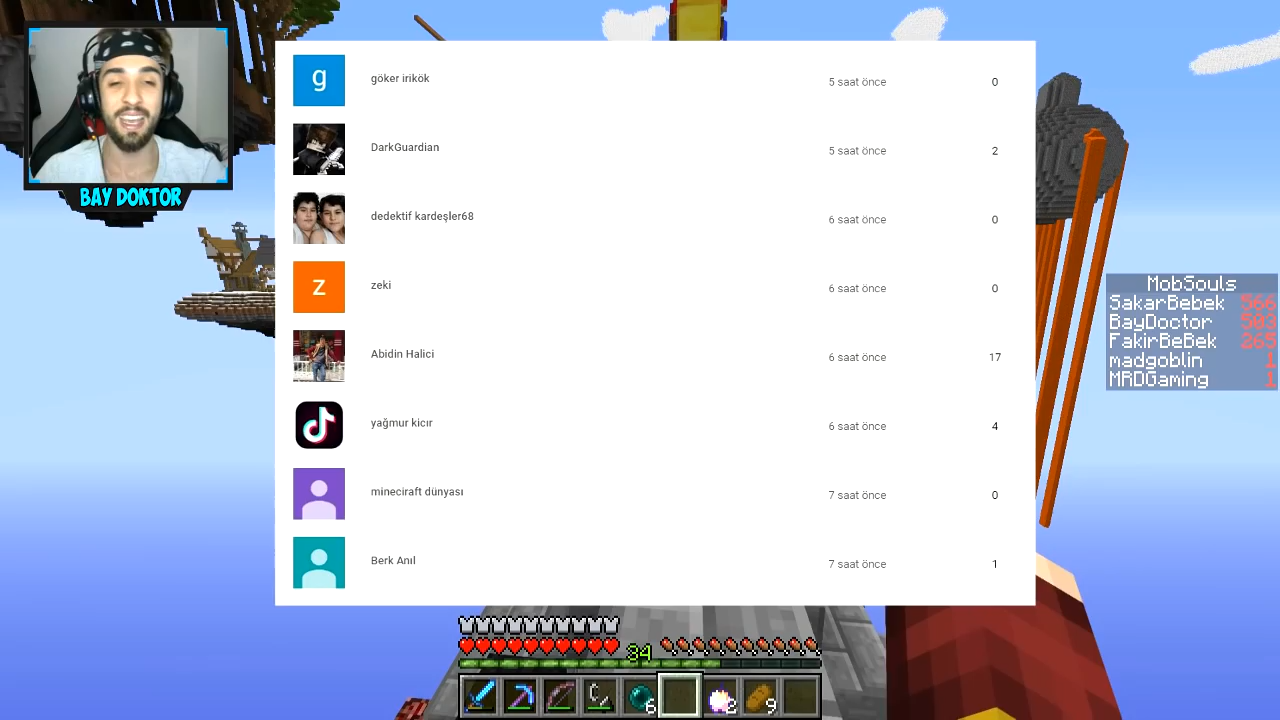 BAY DOKTOR
g
göker irikök 5 saat önce 0
DarkGuardian 5 saat önce 2
dedektif kardeşler68 6 saat önce 0
z
zeki 6 saat önce 0
Abidin Halici 6 saat önce 17
yağmur kicır 6 saat önce 4
mineciraft dünyası 7 saat önce 0
Berk Anıl 7 saat önce 1
MobSouls
SakarBebek 566
BayDoctor 503
FakirBeBek 265
madgoblin 1
MRDGaming 1
34
6 2 9